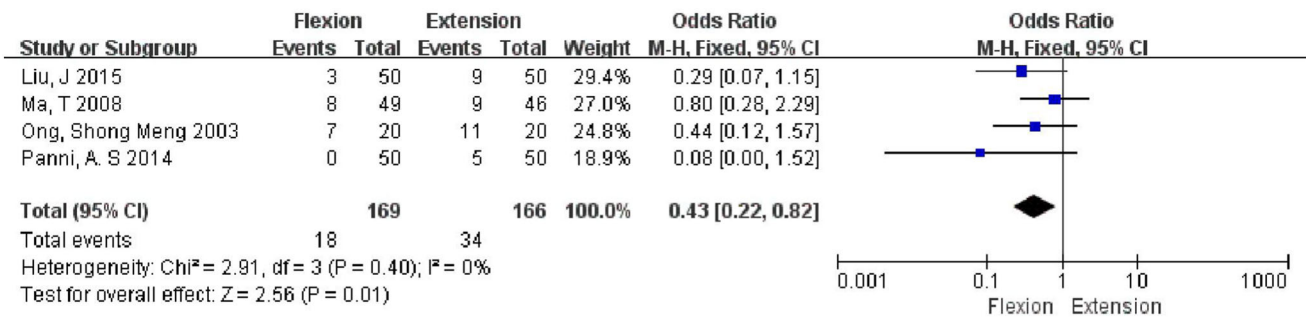 Flexion Extension Odds Ratio Odds Ratio
Study or Subgroup Events Total Events Total Weight M-H, Fixed, 95% CI M-H, Fixed, 95% CI
Liu, J 2015 3 50 9 50 29.4% 0.29 [0.07, 1.15]
Ma, T 2008 8 49 9 46 27.0% 0.80 [0.28, 2.29]
Ong, Shong Meng 2003 7 20 11 20 24.8% 0.44 [0.12, 1.57]
Panni, A. S 2014 0 50 5 50 18.9% 0.08 [0.00, 1.52]
Total (95% CI) 169 166 100.0% 0.43 [0.22, 0.82]
Total events 18 34
Heterogeneity: Chi² = 2.91, df = 3 (P = 0.40); I² = 0%
Test for overall effect: Z = 2.56 (P = 0.01)
0.001 0.1 1 10 1000
Flexion Extension